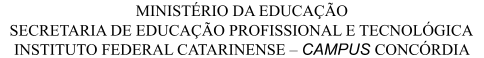 MINISTÉRIO DA EDUCAÇÃO
SECRETARIA DE EDUCAÇÃO PROFISSIONAL E TECNOLÓGICA
INSTITUTO FEDERAL CATARINENSE – CAMPUS CONCÓRDIA